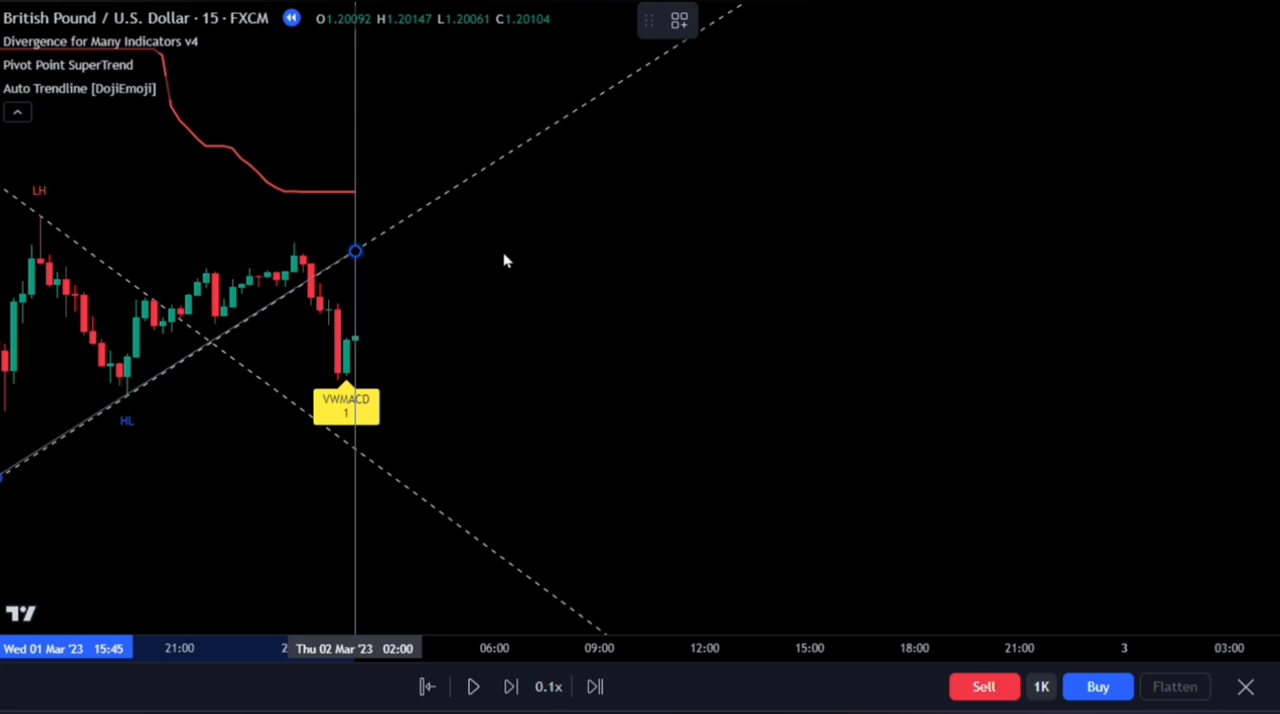 British Pound / U.S. Dollar · 15 · FXCM O1.20092 H1.20147 L1.20061 C1.20104
Divergence for Many Indicators v4
Pivot Point SuperTrend
Auto Trendline [DojiEmoji]
LH
HL
VWMACD
1
Wed 01 Mar '23 15:45 21:00 2 Thu 02 Mar '23 02:00 06:00 09:00 12:00 15:00 18:00 21:00 3 03:00
0.1x Sell 1K Buy Flatten